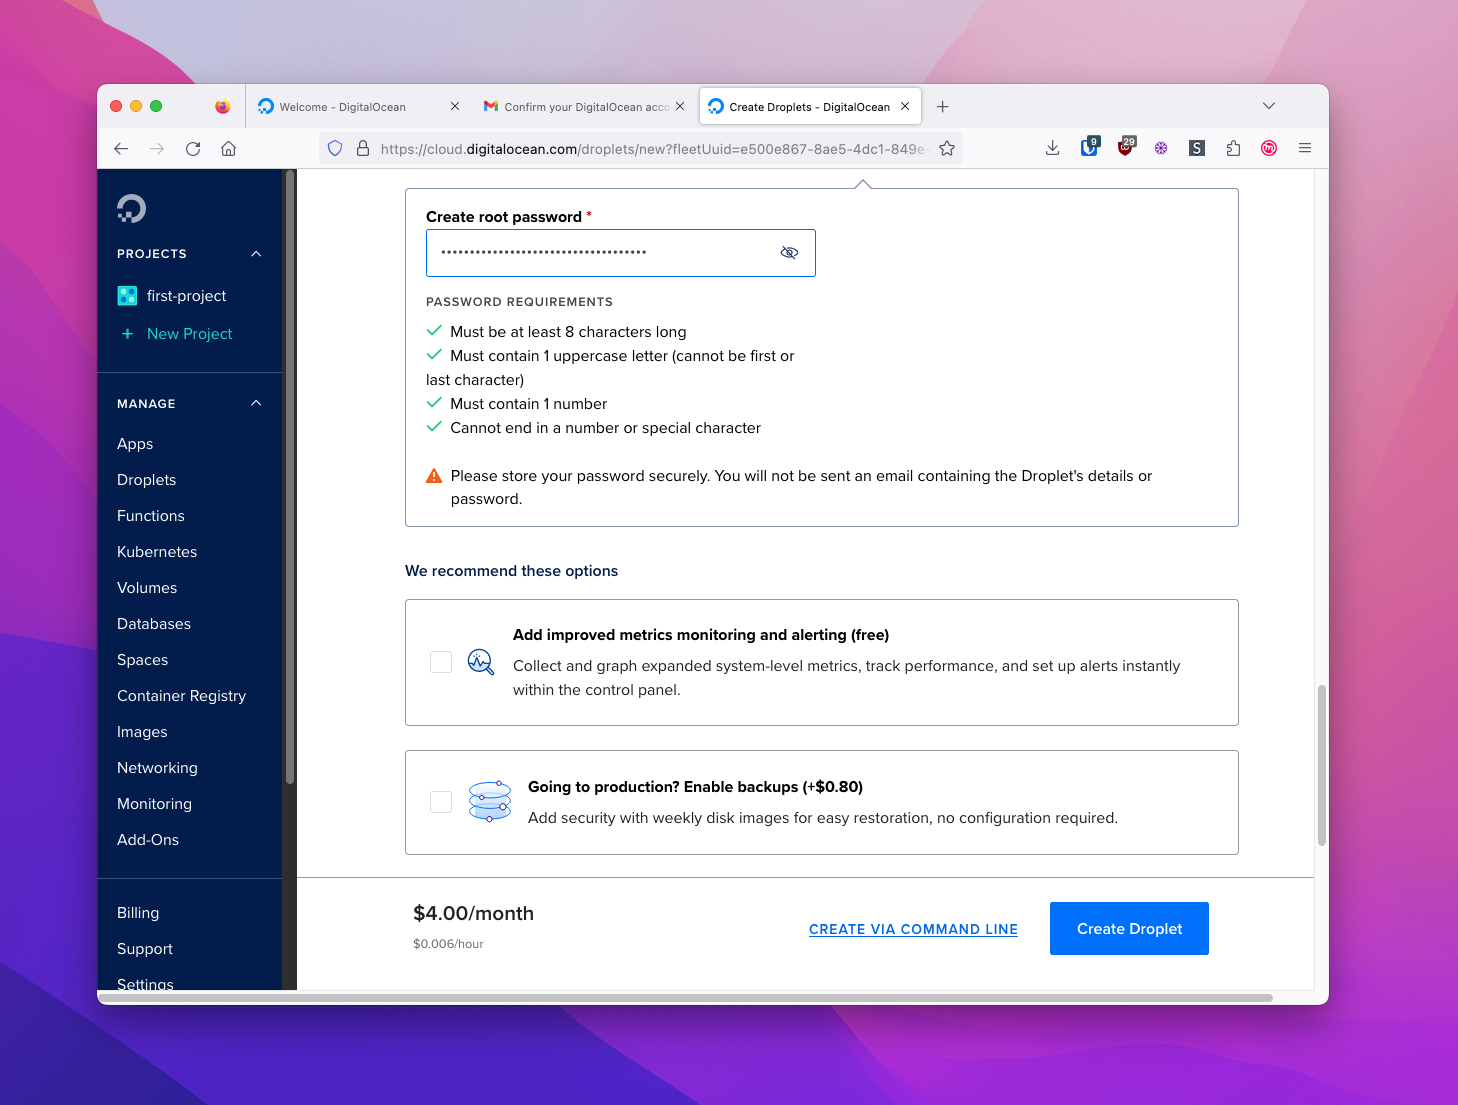 Welcome - DigitalOcean
Confirm your DigitalOcean acco
Create Droplets - DigitalOcean
https://cloud.digitalocean.com/droplets/new?fleetUuid=e500e867-8ae5-4dc1-849e-
9
29
S
PROJECTS
first-project
+ New Project
MANAGE
Apps
Droplets
Functions
Kubernetes
Volumes
Databases
Spaces
Container Registry
Images
Networking
Monitoring
Add-Ons
Billing
Support
Settings
Create root password *
PASSWORD REQUIREMENTS
Must be at least 8 characters long
Must contain 1 uppercase letter (cannot be first or
last character)
Must contain 1 number
Cannot end in a number or special character
Please store your password securely. You will not be sent an email containing the Droplet's details or
password.
We recommend these options
Add improved metrics monitoring and alerting (free)
Collect and graph expanded system-level metrics, track performance, and set up alerts instantly
within the control panel.
Going to production? Enable backups (+$0.80)
Add security with weekly disk images for easy restoration, no configuration required.
$4.00/month
$0.006/hour
CREATE VIA COMMAND LINE
Create Droplet